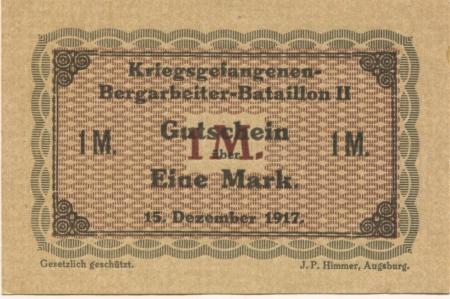 Kriegsgefangenen-
Bergarbeiter-Bataillon II
Gutschein
1 M. über 1 M. 1 M.
Eine Mark.
15. Dezember 1917.
Gesetzlich geschützt. J. P. Himmer, Augsburg.